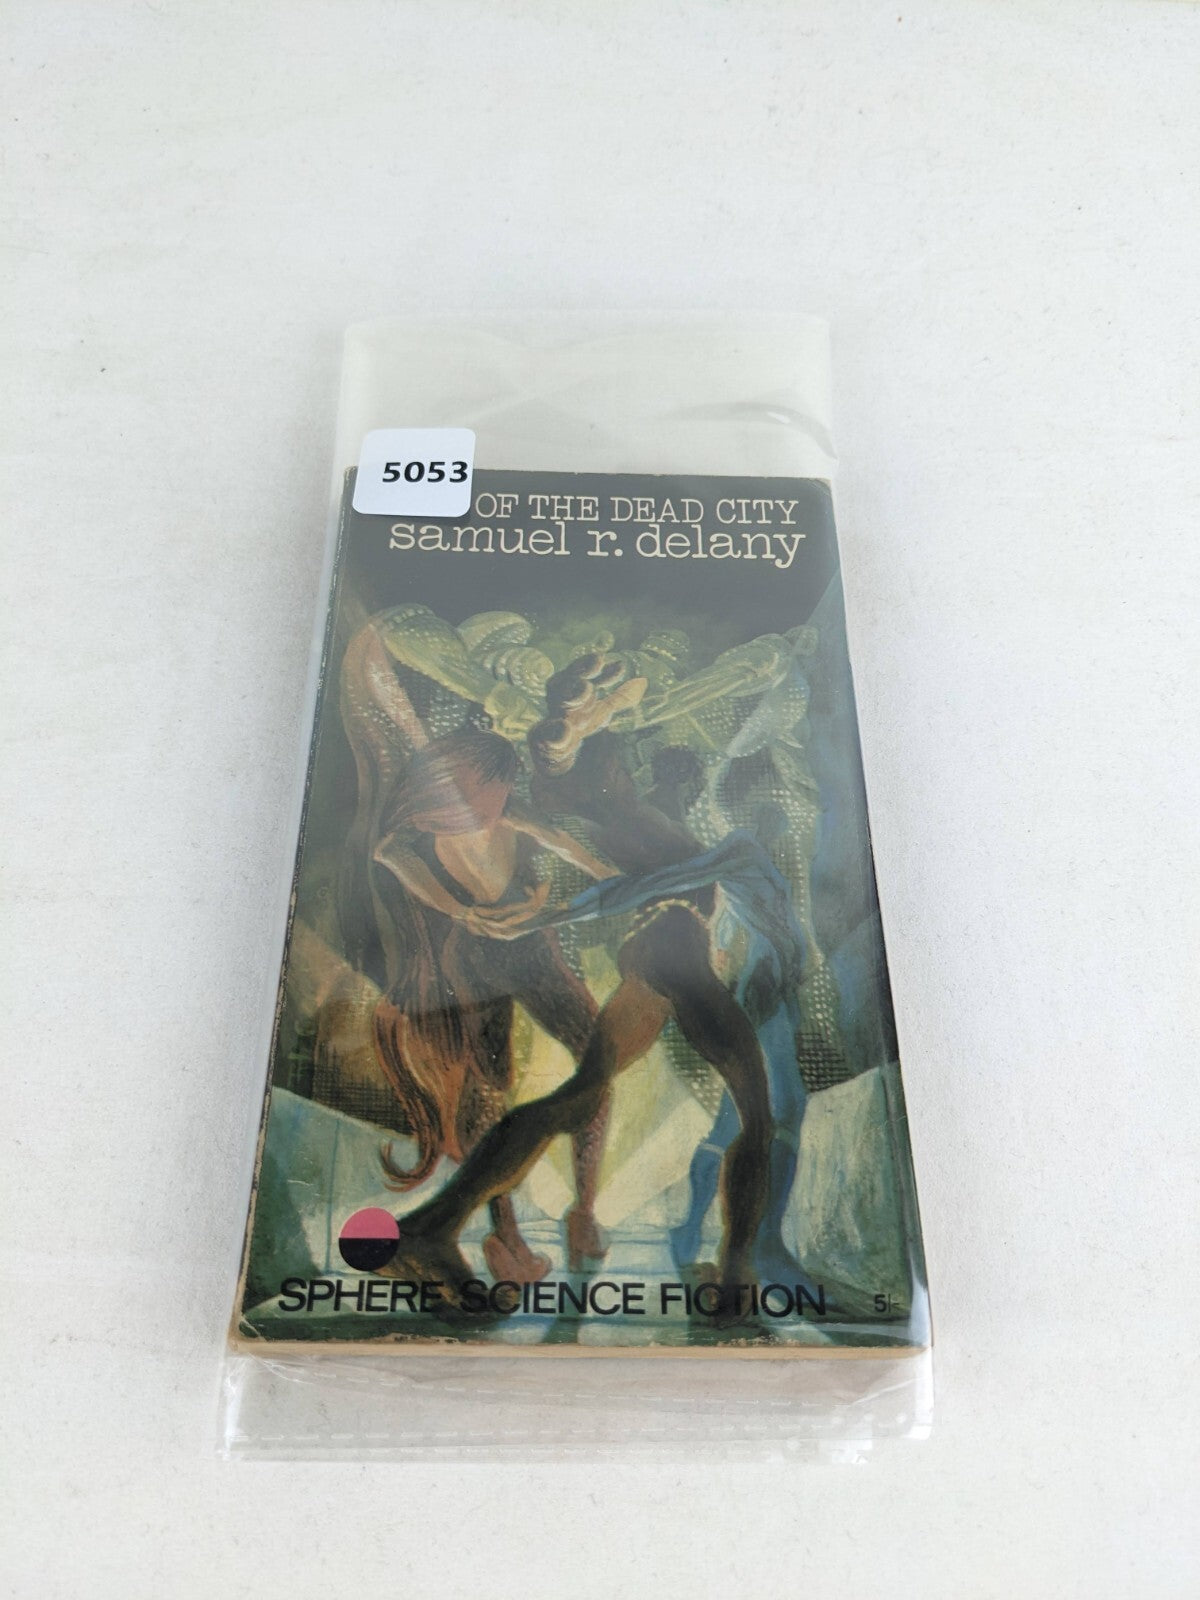 5053
OF THE DEAD CITY
samuel r. delany
SPHERE SCIENCE FICTION
5/-